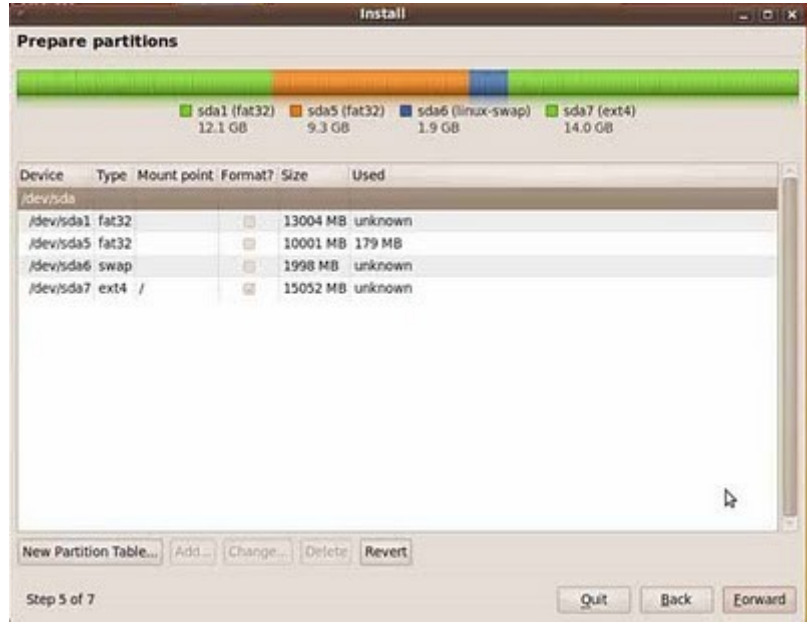 Install
Prepare partitions
sda1 (fat32) sda5 (fat32) sda6 (linux-swap) sda7 (ext4)
12.1 GB 9.3 GB 1.9 GB 14.0 GB
Device Type Mount point Format? Size Used
/dev/sda
/dev/sda1 fat32 13004 MB unknown
/dev/sda5 fat32 10001 MB 179 MB
/dev/sda6 swap 1998 MB unknown
/dev/sda7 ext4 / 15052 MB unknown
New Partition Table... Add... Change... Delete Revert
Step 5 of 7 Quit Back Forward